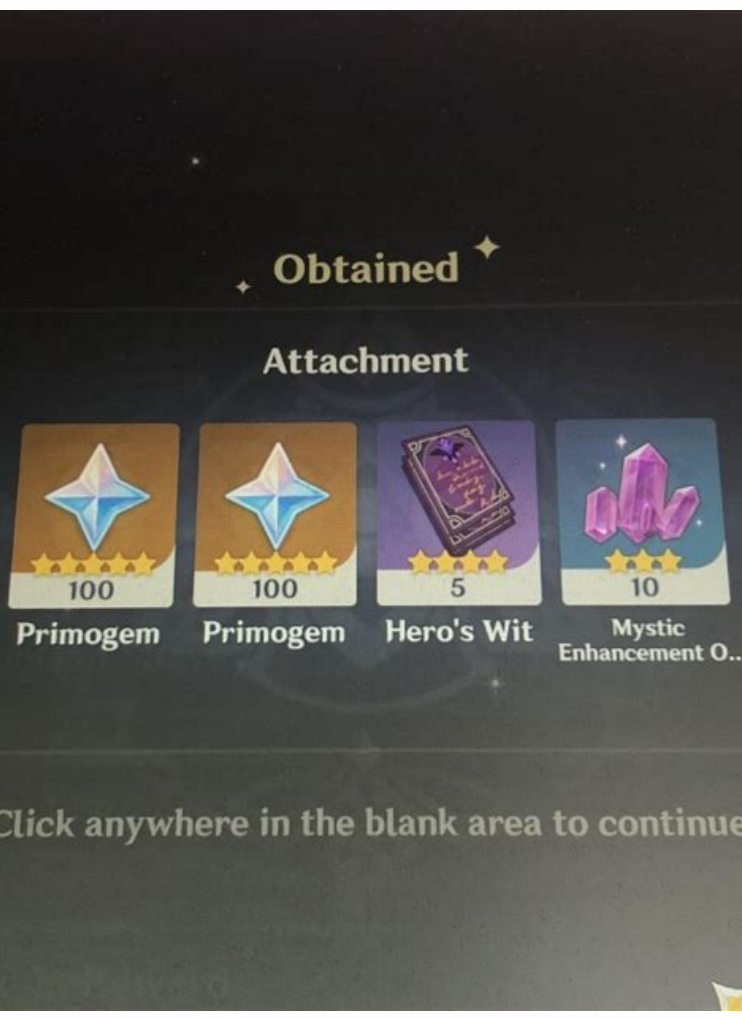 Obtained
Attachment
100
100
5
10
Primogem
Primogem
Hero's Wit
Mystic
Enhancement O...
Click anywhere in the blank area to continue